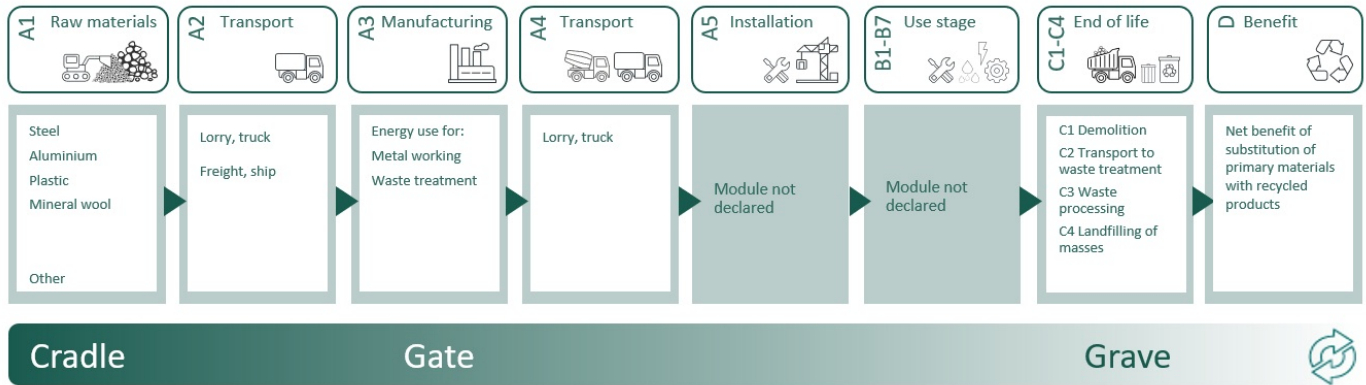 A1 Raw materials
A2 Transport
A3 Manufacturing
A4 Transport
A5 Installation
B1-B7 Use stage
C1-C4 End of life
D Benefit
Steel
Aluminium
Plastic
Mineral wool
Other
Lorry, truck
Freight, ship
Energy use for:
Metal working
Waste treatment
Lorry, truck
Module not
declared
Module not
declared
C1 Demolition
C2 Transport to
waste treatment
C3 Waste
processing
C4 Landfilling of
masses
Net benefit of
substitution of
primary materials
with recycled
products
Cradle
Gate
Grave